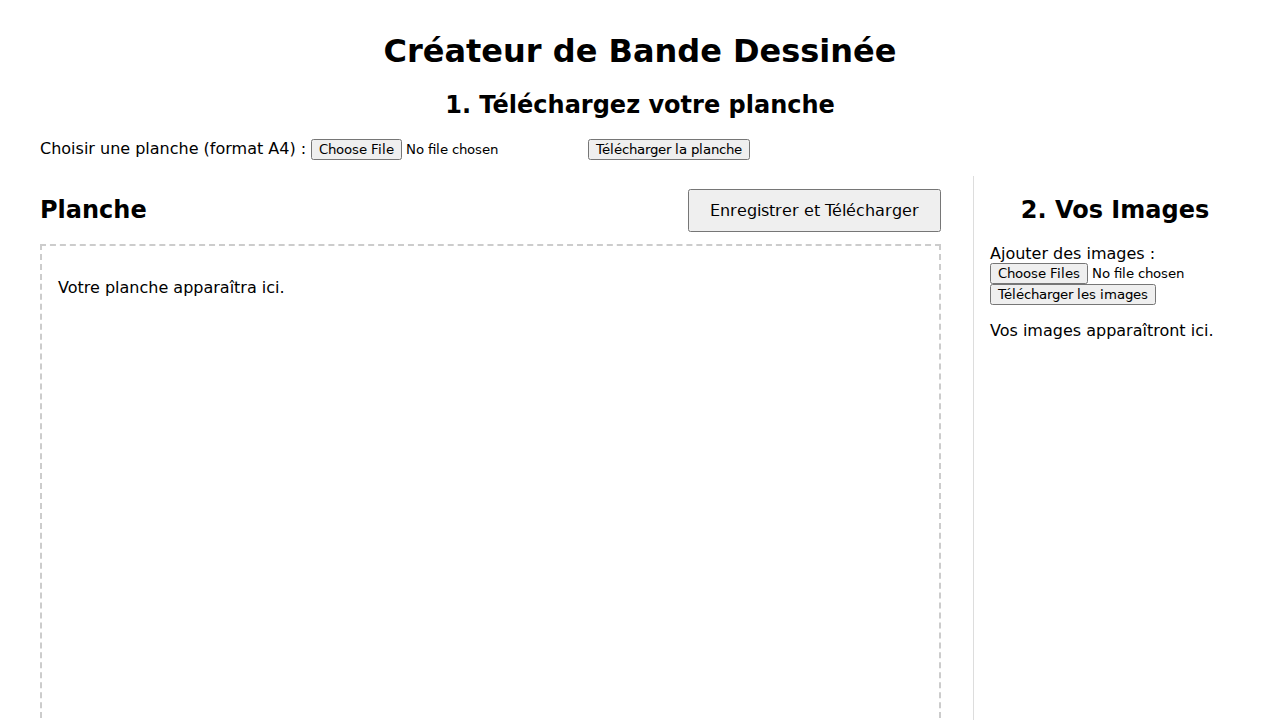 Créateur de Bande Dessinée
1. Téléchargez votre planche
Choisir une planche (format A4) : Choose File No file chosen Télécharger la planche
Planche
Enregistrer et Télécharger
Votre planche apparaîtra ici.
2. Vos Images
Ajouter des images :
Choose Files No file chosen
Télécharger les images
Vos images apparaîtront ici.